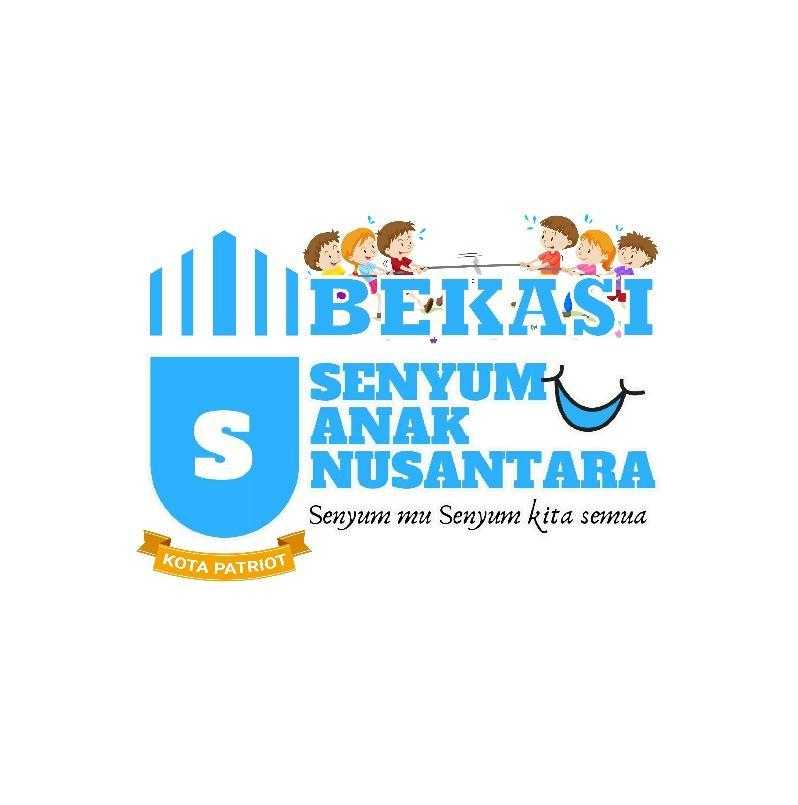 BEKASI
S
SENYUM
ANAK
NUSANTARA
Senyum mu Senyum kita semua
KOTA PATRIOT